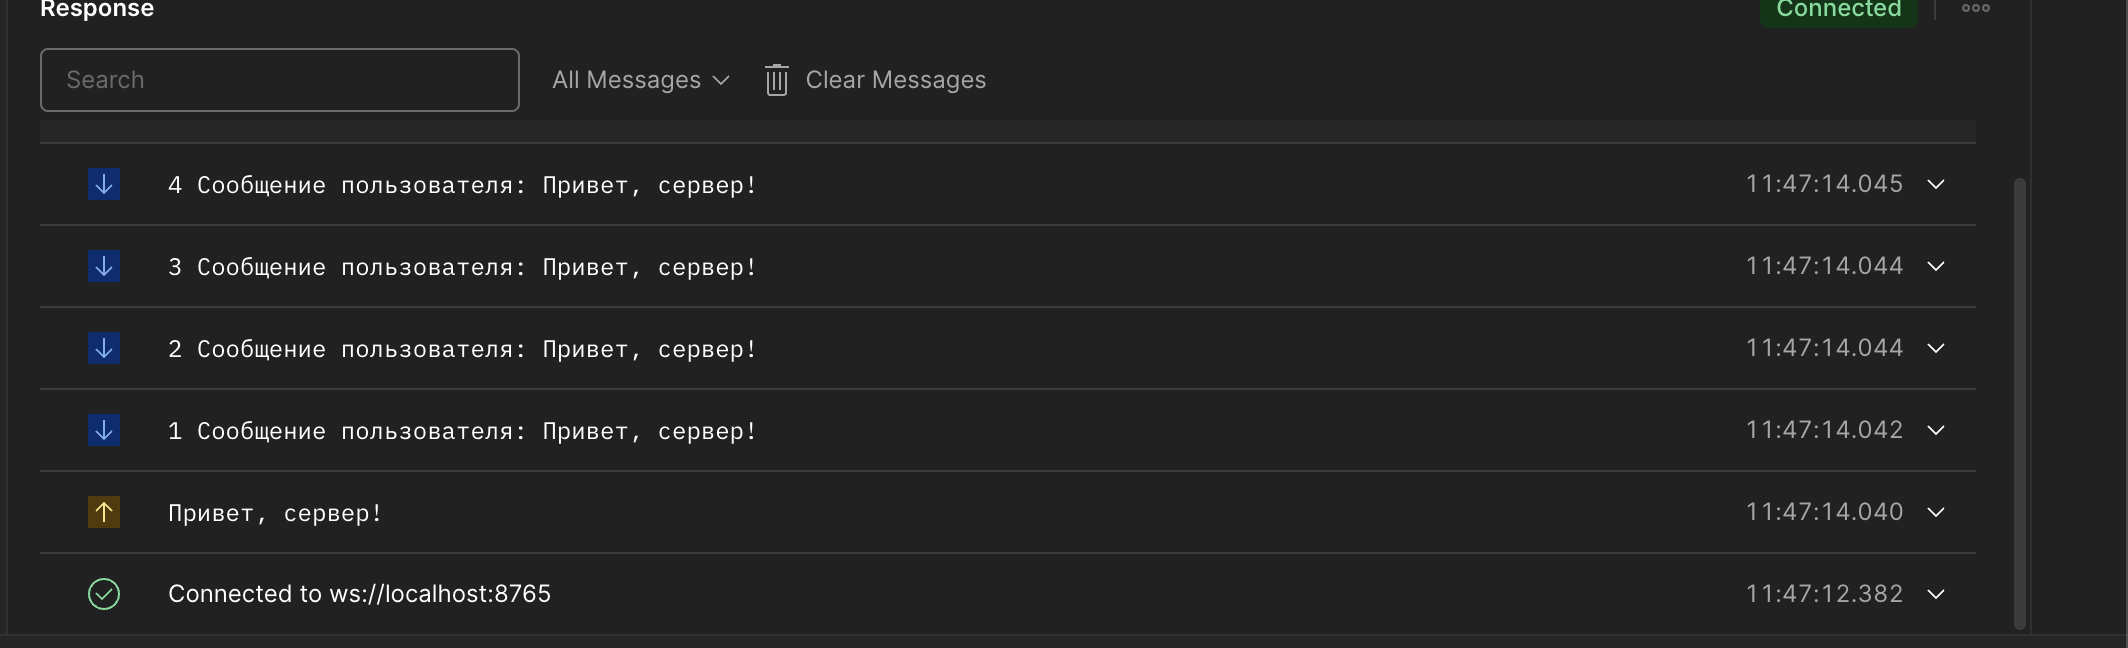 Response
Connected
Search
All Messages
Clear Messages
4 Сообщение пользователя: Привет, сервер!
11:47:14.045
3 Сообщение пользователя: Привет, сервер!
11:47:14.044
2 Сообщение пользователя: Привет, сервер!
11:47:14.044
1 Сообщение пользователя: Привет, сервер!
11:47:14.042
Привет, сервер!
11:47:14.040
Connected to ws://localhost:8765
11:47:12.382